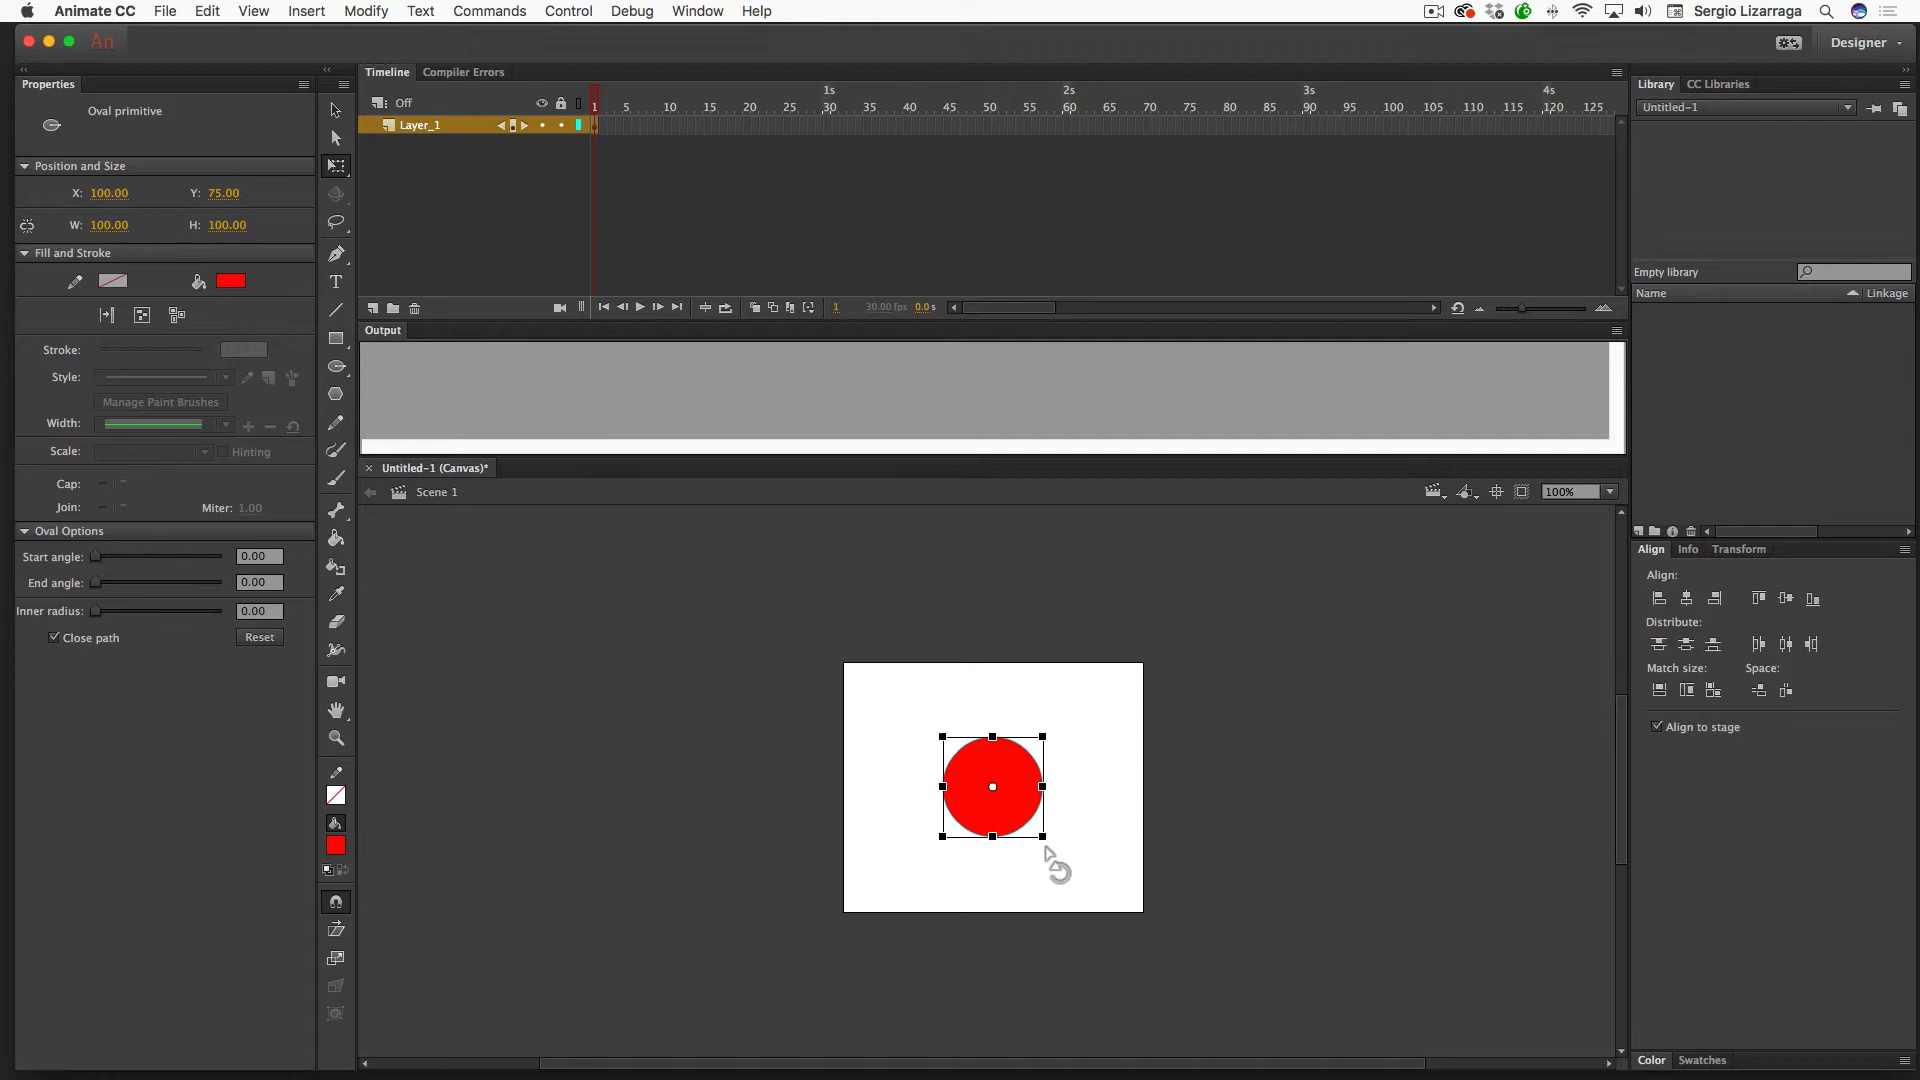 Animate CC File Edit View Insert Modify Text Commands Control Debug Window Help Sergio Lizarraga
An Designer
Properties
Oval primitive
Position and Size
X: 100.00 Y: 75.00
W: 100.00 H: 100.00
Fill and Stroke
Stroke:
Style:
Manage Paint Brushes
Width:
Scale: Hinting
Cap:
Join: Miter: 1.00
Oval Options
Start angle: 0.00
End angle: 0.00
Inner radius: 0.00
Close path Reset
T
Timeline Compiler Errors
1s 2s 3s 4s
Off 1 5 10 15 20 25 30 35 40 45 50 55 60 65 70 75 80 85 90 95 100 105 110 115 120 125
Layer_1
1 30.00 fps 0.0 s
Output
Untitled-1 (Canvas)*
Scene 1 100%
Library CC Libraries
Untitled-1
Empty library
Name Linkage
Align Info Transform
Align:
Distribute:
Match size: Space:
Align to stage
Color Swatches